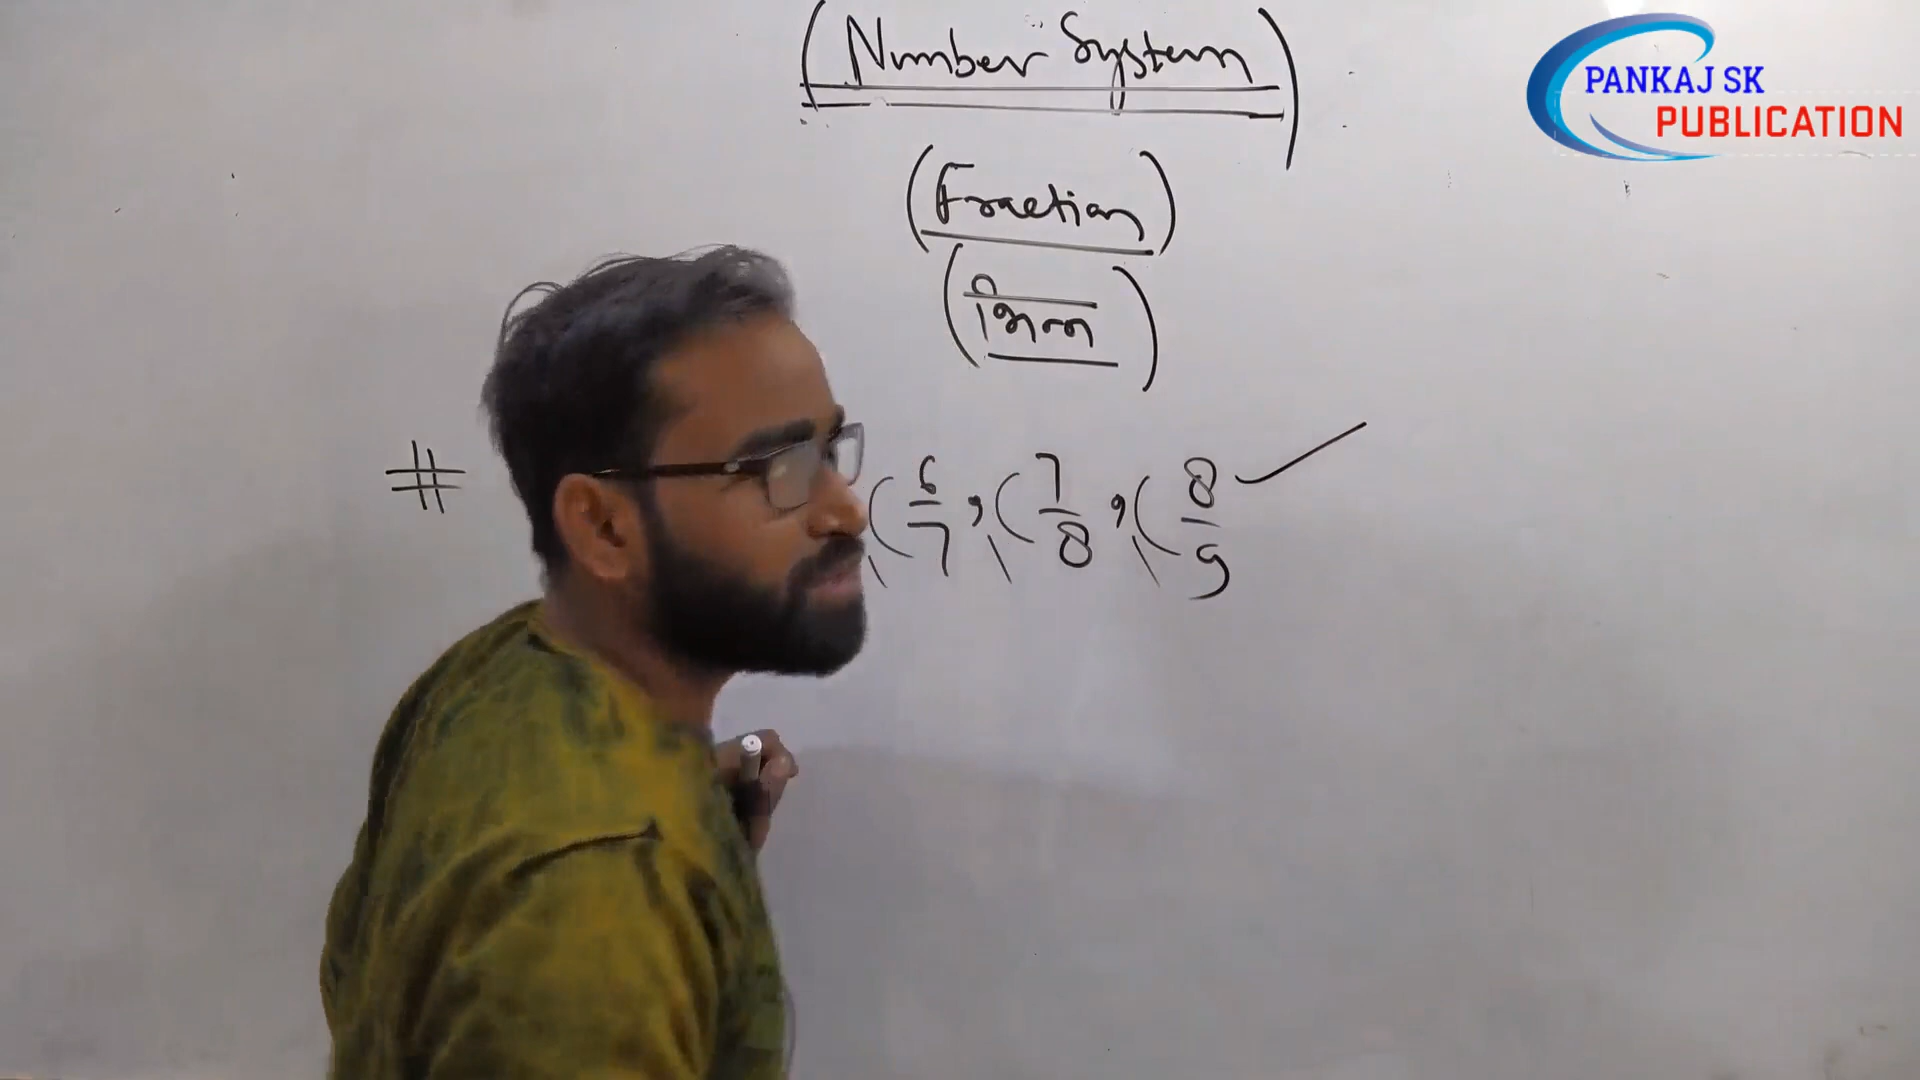 (Number System)
PANKAJ SK
PUBLICATION
(Fraction)
(भिन्न)
# (6/7, (7/8, (8/9 ✓